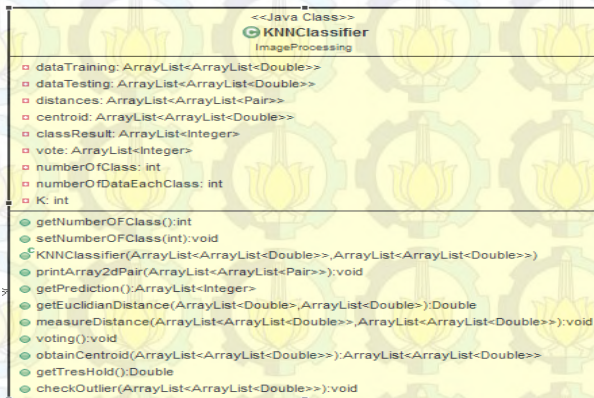 <<Java Class>>
KNNClassifier
ImageProcessing
dataTraining: ArrayList<ArrayList<Double>>
dataTesting: ArrayList<ArrayList<Double>>
distances: ArrayList<ArrayList<Pair>>
centroid: ArrayList<ArrayList<Double>>
classResult: ArrayList<Integer>
vote: ArrayList<Integer>
numberOfClass: int
numberOfDataEachClass: int
K: int
getNumberOFClass():int
setNumberOFClass(int):void
KNNClassifier(ArrayList<ArrayList<Double>>,ArrayList<ArrayList<Double>>)
printArray2dPair(ArrayList<ArrayList<Pair>>):void
getPrediction():ArrayList<Integer>
getEuclidianDistance(ArrayList<Double>,ArrayList<Double>):Double
measureDistance(ArrayList<ArrayList<Double>>,ArrayList<ArrayList<Double>>):void
voting():void
obtainCentroid(ArrayList<ArrayList<Double>>):ArrayList<ArrayList<Double>>
getTresHold():Double
checkOutlier(ArrayList<ArrayList<Double>>):void